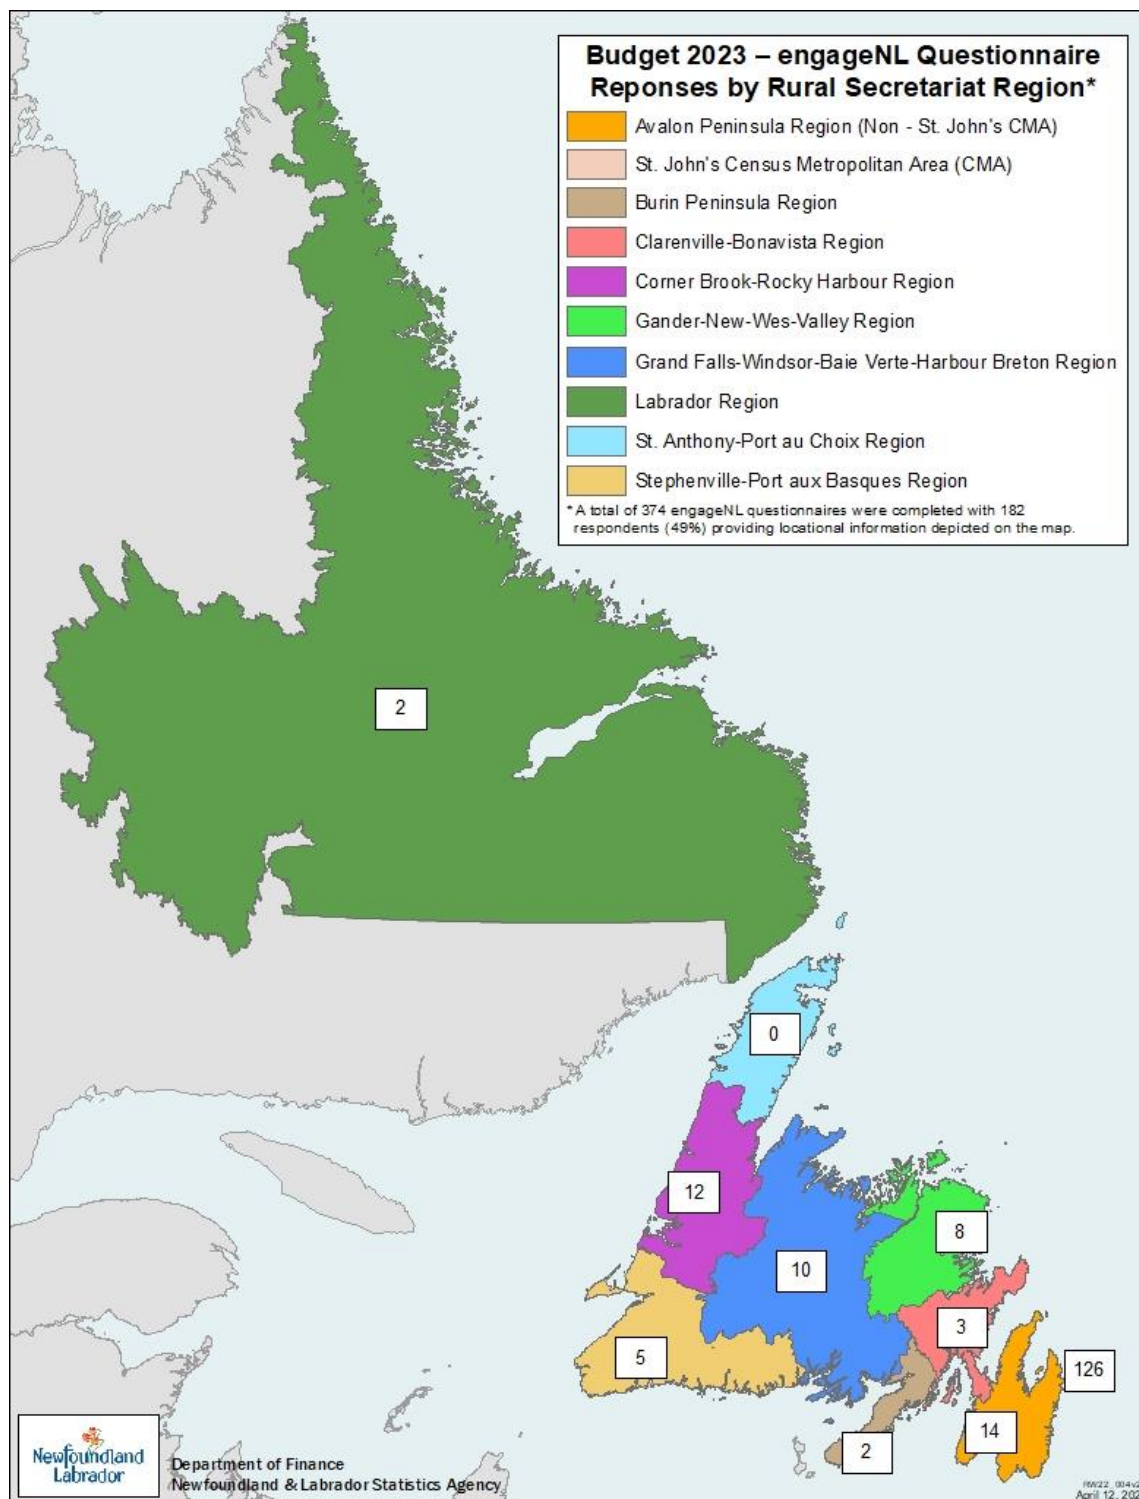 Budget 2023 – engageNL Questionnaire
Reponses by Rural Secretariat Region*
Avalon Peninsula Region (Non - St. John's CMA)
St. John's Census Metropolitan Area (CMA)
Burin Peninsula Region
Clarenville-Bonavista Region
Corner Brook-Rocky Harbour Region
Gander-New-Wes-Valley Region
Grand Falls-Windsor-Baie Verte-Harbour Breton Region
Labrador Region
St. Anthony-Port au Choix Region
Stephenville-Port aux Basques Region
*A total of 374 engageNL questionnaires were completed with 182
respondents (49%) providing locational information depicted on the map.
2
0
12
8
10
3
5
126
14
2
Newfoundland
Labrador
Department of Finance
Newfoundland & Labrador Statistics Agency
April 12, 202